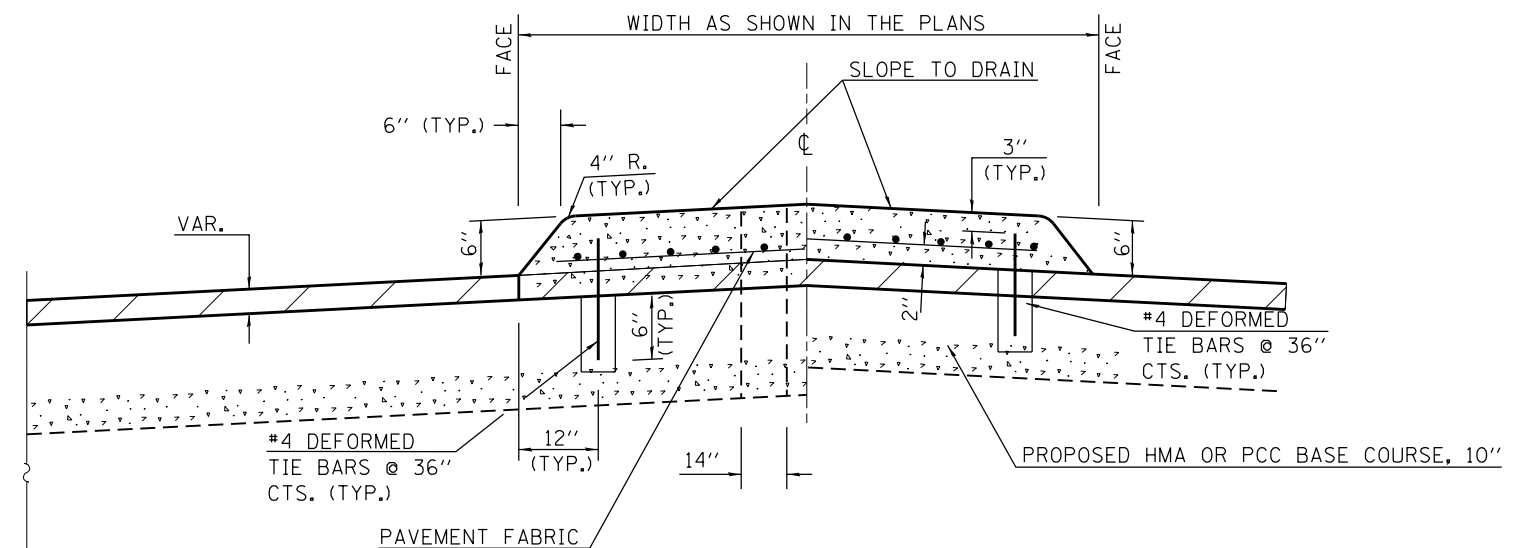 WIDTH AS SHOWN IN THE PLANS
FACE
FACE
SLOPE TO DRAIN
6" (TYP.)
℄
3"
(TYP.)
4" R.
(TYP.)
VAR.
6"
6"
6"
(TYP.)
2"
#4 DEFORMED
TIE BARS @ 36"
CTS. (TYP.)
#4 DEFORMED
TIE BARS @ 36"
CTS. (TYP.)
12"
(TYP.)
14"
PROPOSED HMA OR PCC BASE COURSE, 10"
PAVEMENT FABRIC